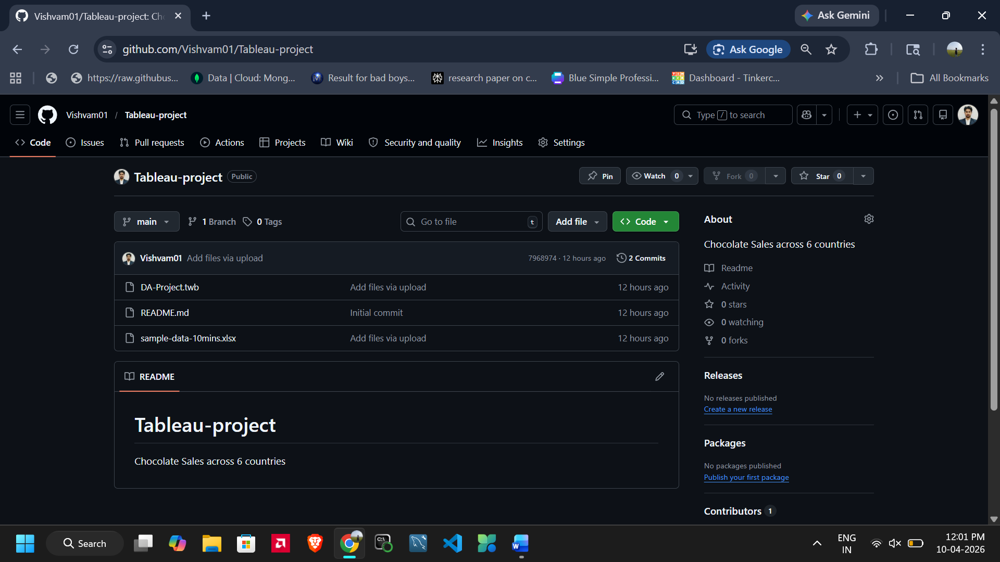 Vishvam01/Tableau-project: Ch
Ask Gemini
github.com/Vishvam01/Tableau-project
Ask Google
https://raw.githubus...
Data | Cloud: Mong...
Result for bad boys...
research paper on c...
Blue Simple Professi...
Dashboard - Tinkerc...
All Bookmarks
Vishvam01 / Tableau-project
Type / to search
Code
Issues
Pull requests
Actions
Projects
Wiki
Security and quality
Insights
Settings
Tableau-project Public
Pin
Watch 0
Fork 0
Star 0
main
1 Branch
0 Tags
Go to file t
Add file
Code
Vishvam01 Add files via upload 7968974 · 12 hours ago 2 Commits
DA-Project.twb Add files via upload 12 hours ago
README.md Initial commit 12 hours ago
sample-data-10mins.xlsx Add files via upload 12 hours ago
README
Tableau-project
Chocolate Sales across 6 countries
About
Chocolate Sales across 6 countries
Readme
Activity
0 stars
0 watching
0 forks
Releases
No releases published
Create a new release
Packages
No packages published
Publish your first package
Contributors 1
Search
C:\
W
ENG
IN
12:01 PM
10-04-2026